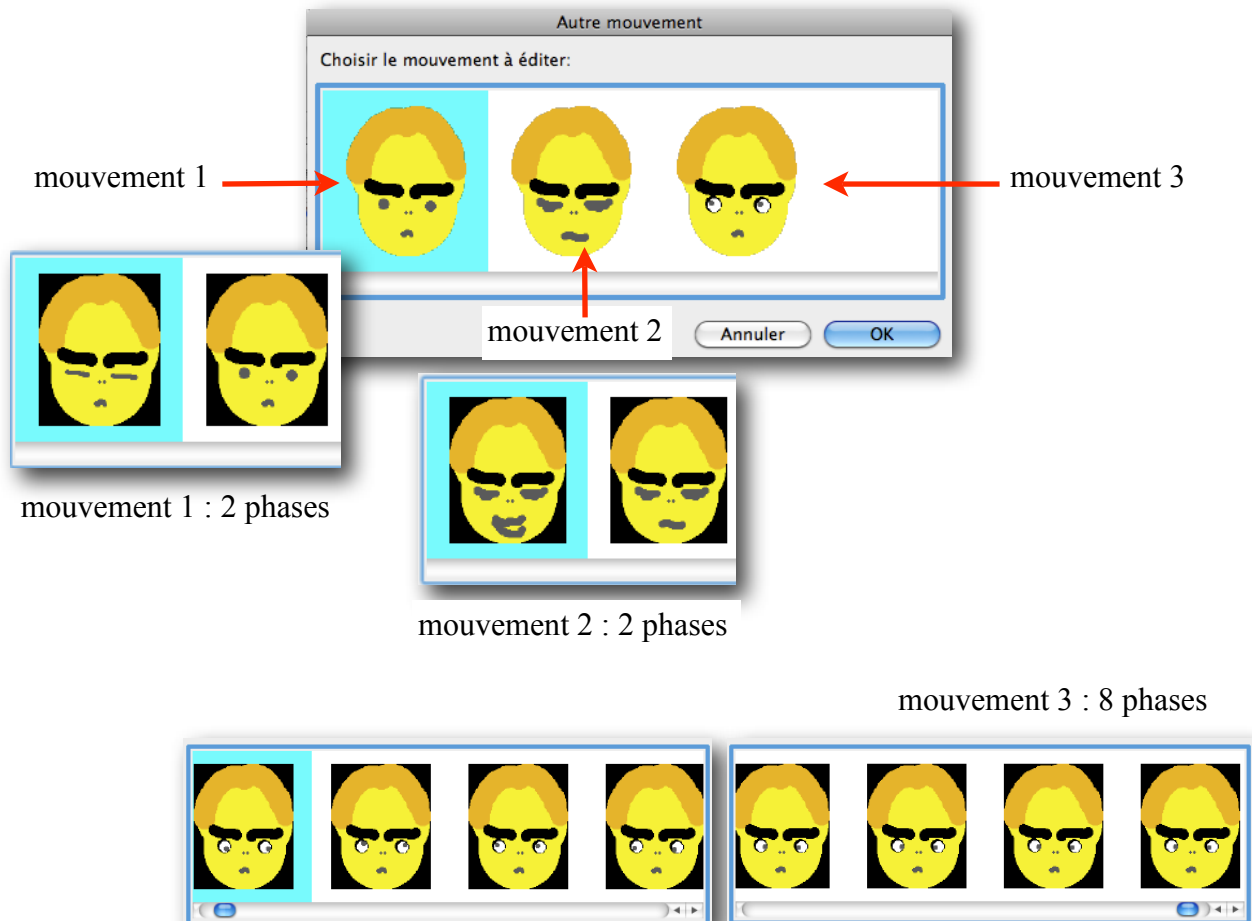 Autre mouvement
Choisir le mouvement à éditer:
mouvement 1
mouvement 3
mouvement 2
Annuler
OK
mouvement 1 : 2 phases
mouvement 2 : 2 phases
mouvement 3 : 8 phases